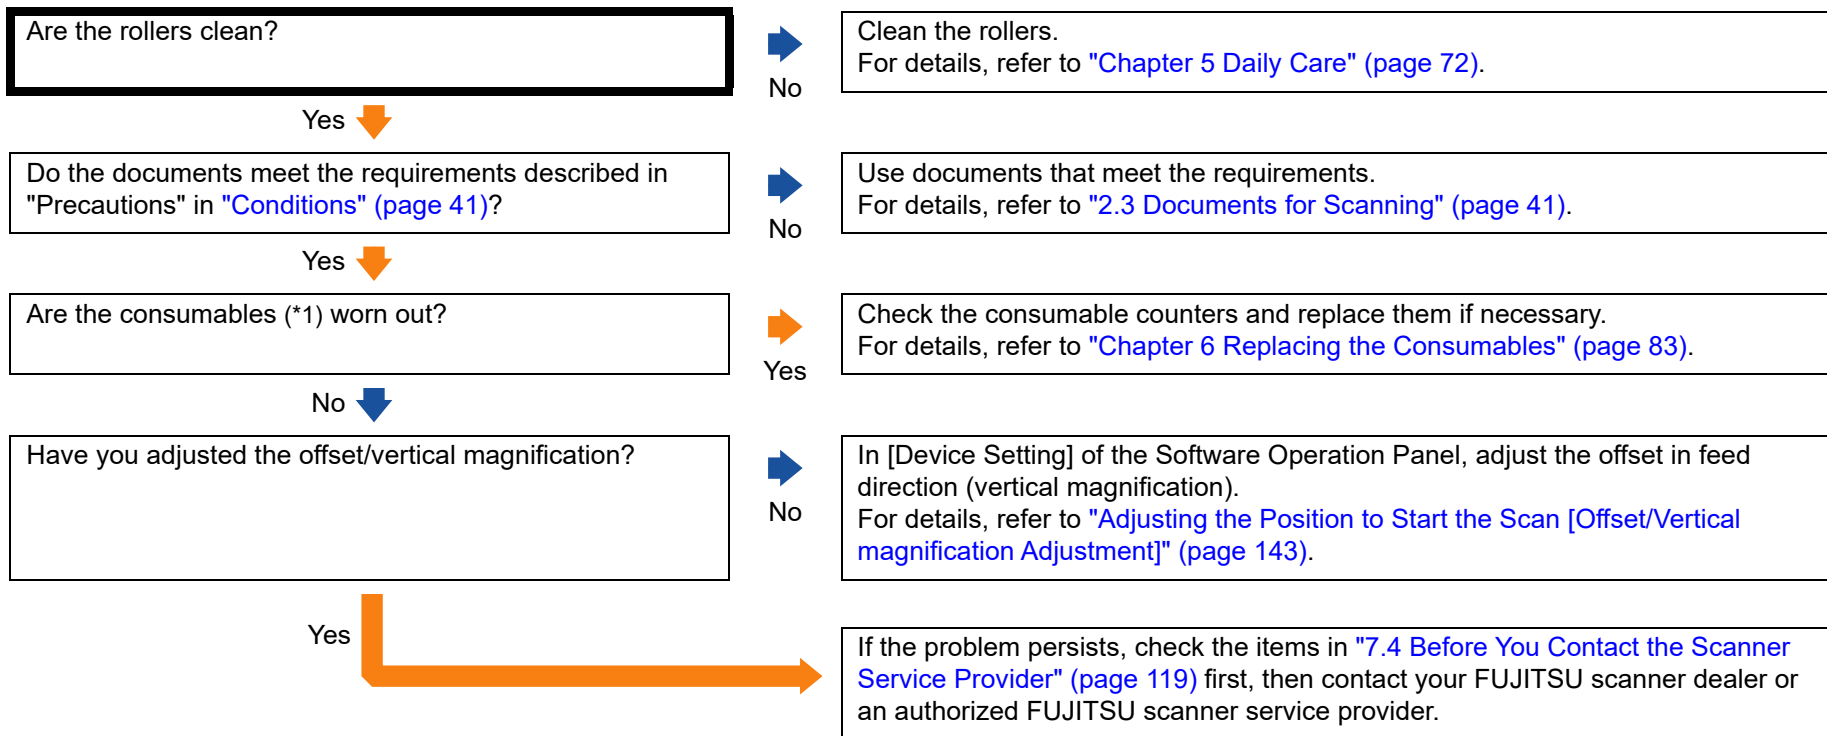 Are the rollers clean?
No
Clean the rollers.
For details, refer to "Chapter 5 Daily Care" (page 72).
Yes
Do the documents meet the requirements described in
"Precautions" in "Conditions" (page 41)?
No
Use documents that meet the requirements.
For details, refer to "2.3 Documents for Scanning" (page 41).
Yes
Are the consumables (*1) worn out?
Yes
Check the consumable counters and replace them if necessary.
For details, refer to "Chapter 6 Replacing the Consumables" (page 83).
No
Have you adjusted the offset/vertical magnification?
No
In [Device Setting] of the Software Operation Panel, adjust the offset in feed
direction (vertical magnification).
For details, refer to "Adjusting the Position to Start the Scan [Offset/Vertical
magnification Adjustment]" (page 143).
Yes
If the problem persists, check the items in "7.4 Before You Contact the Scanner
Service Provider" (page 119) first, then contact your FUJITSU scanner dealer or
an authorized FUJITSU scanner service provider.